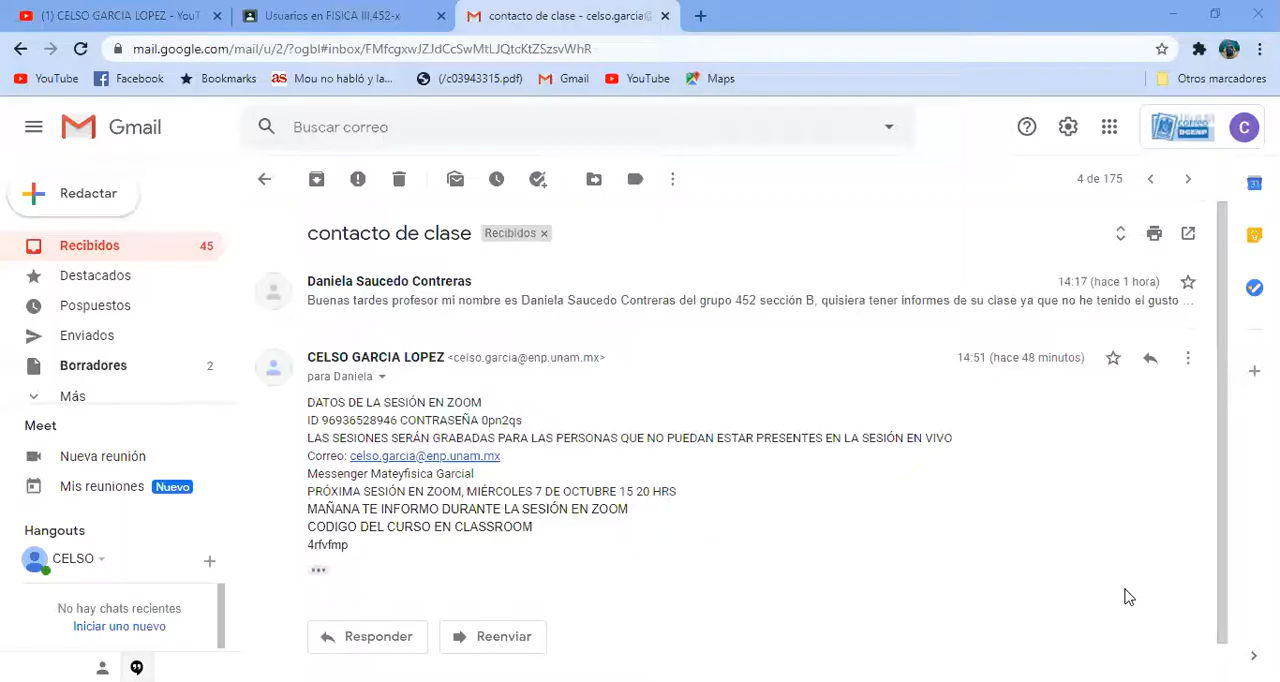 (1) CELSO GARCIA LOPEZ - YouT
Usuarios en FISICA III,452-x
contacto de clase - celso.garcia@
mail.google.com/mail/u/2/?ogbl#inbox/FMfcgxwJZJdCcSwMtLJQtcKtZSzsvWhR
YouTube
Facebook
Bookmarks
as Mou no habló y la...
(/c03943315.pdf)
Gmail
YouTube
Maps
Otros marcadores
Gmail
Buscar correo
correo
DGENP
C
Redactar
4 de 175
31
contacto de clase
Recibidos x
Recibidos 45
Destacados
Pospuestos
Enviados
Borradores 2
Más
Daniela Saucedo Contreras
14:17 (hace 1 hora)
Buenas tardes profesor mi nombre es Daniela Saucedo Contreras del grupo 452 sección B, quisiera tener informes de su clase ya que no he tenido el gusto ...
CELSO GARCIA LOPEZ <celso.garcia@enp.unam.mx>
14:51 (hace 48 minutos)
para Daniela
DATOS DE LA SESIÓN EN ZOOM
ID 96936528946 CONTRASEÑA 0pn2qs
LAS SESIONES SERÁN GRABADAS PARA LAS PERSONAS QUE NO PUEDAN ESTAR PRESENTES EN LA SESIÓN EN VIVO
Correo: celso.garcia@enp.unam.mx
Messenger Mateyfisica Garcial
PRÓXIMA SESIÓN EN ZOOM, MIÉRCOLES 7 DE OCTUBRE 15 20 HRS
MAÑANA TE INFORMO DURANTE LA SESIÓN EN ZOOM
CODIGO DEL CURSO EN CLASSROOM
4rfvfmp
Meet
Nueva reunión
Mis reuniones Nuevo
Hangouts
CELSO
No hay chats recientes
Iniciar uno nuevo
Responder
Reenviar